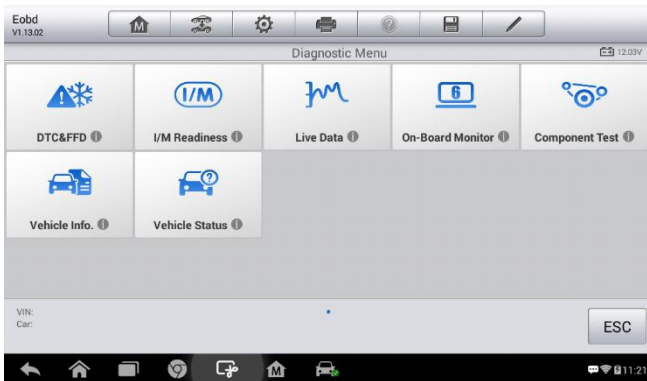 Eobd
V1.13.02
M
?
Diagnostic Menu
12.03V
DTC&FFD
I/M
I/M Readiness
Live Data
6
On-Board Monitor
Component Test
Vehicle Info.
?
Vehicle Status
VIN:
Car:
ESC
M
11:21